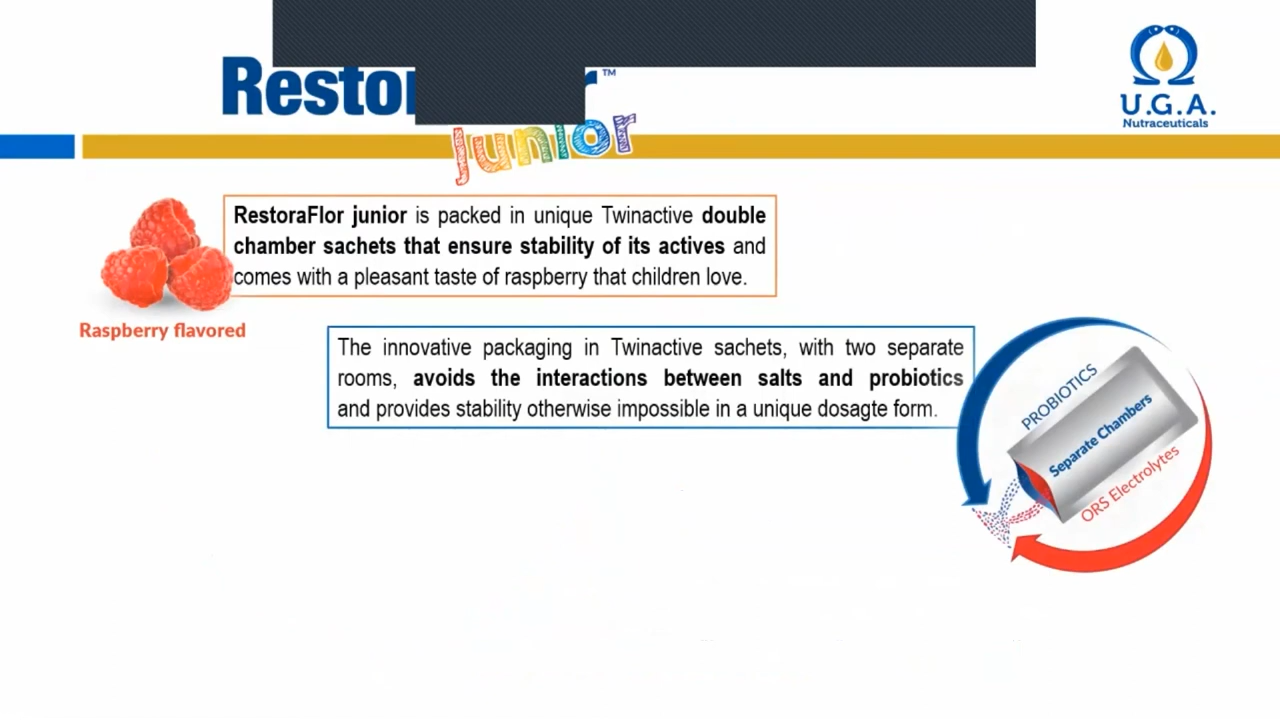 ™
junior
U.G.A.
Nutraceuticals
RestoraFlor junior is packed in unique Twinactive double
chamber sachets that ensure stability of its actives and
comes with a pleasant taste of raspberry that children love.
Raspberry flavored
The innovative packaging in Twinactive sachets, with two separate
rooms, avoids the interactions between salts and probiotics
and provides stability otherwise impossible in a unique dosagte form.
PROBIOTICS
Separate Chambers
ORS Electrolytes